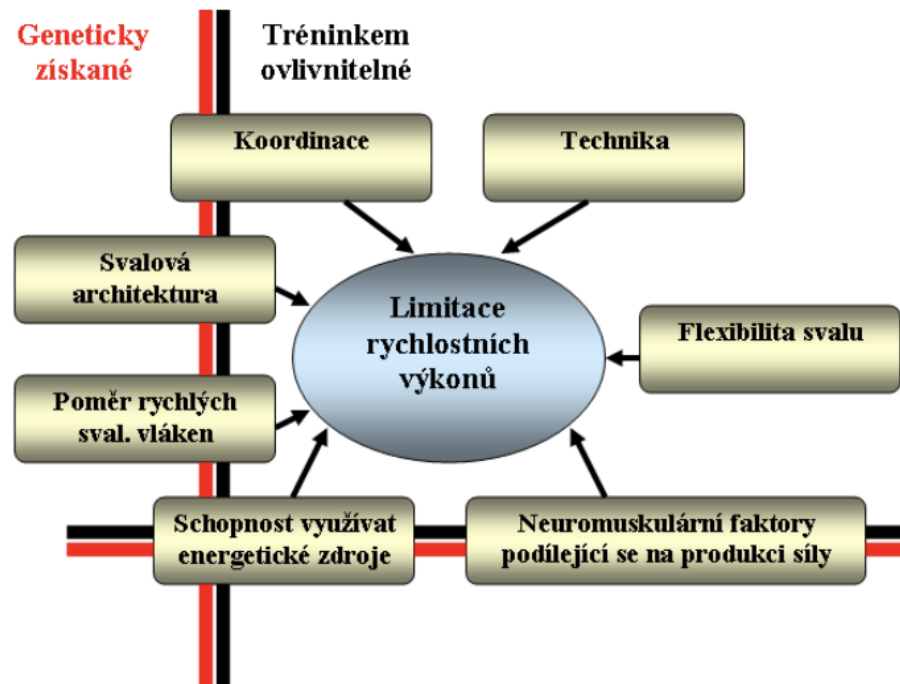 Geneticky
získané
Tréninkem
ovlivnitelné
Koordinace
Technika
Svalová
architektura
Limitace
rychlostních
výkonů
Flexibilita svalu
Poměr rychlých
sval. vláken
Schopnost využívat
energetické zdroje
Neuromuskulární faktory
podílející se na produkci síly